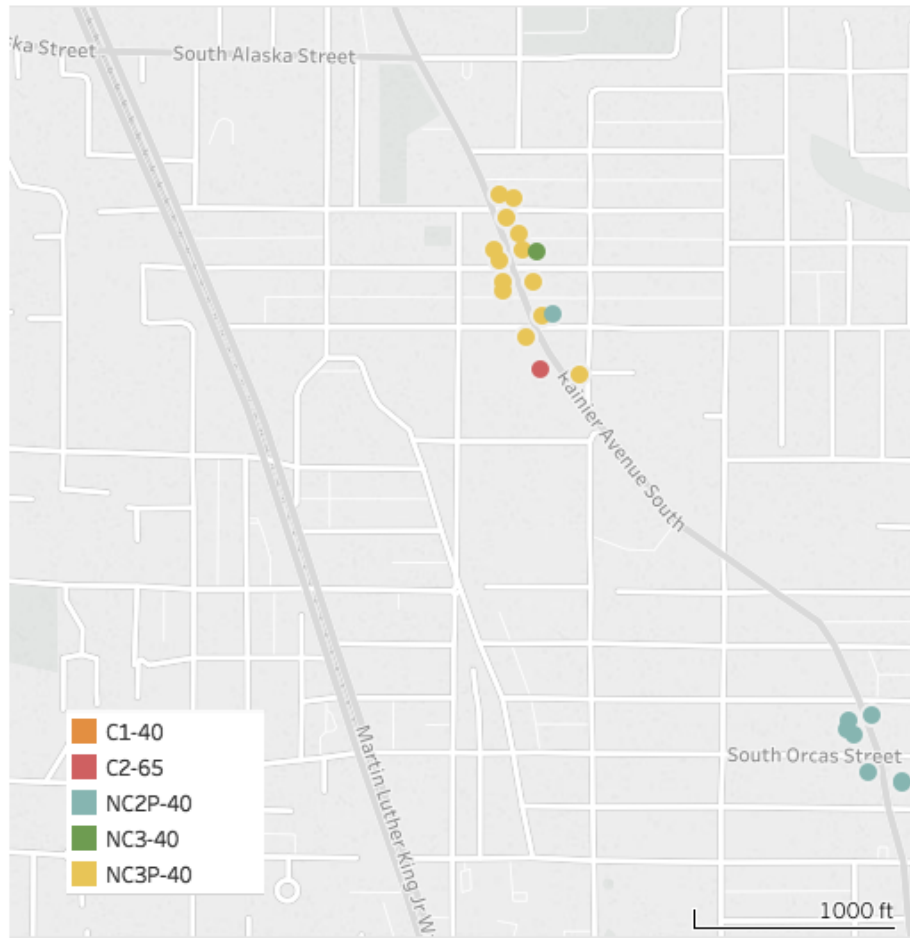 ska Street
South Alaska Street
Rainier Avenue South
South Orcas Street
Martin Luther King Jr W
C1-40
C2-65
NC2P-40
NC3-40
NC3P-40
1000 ft